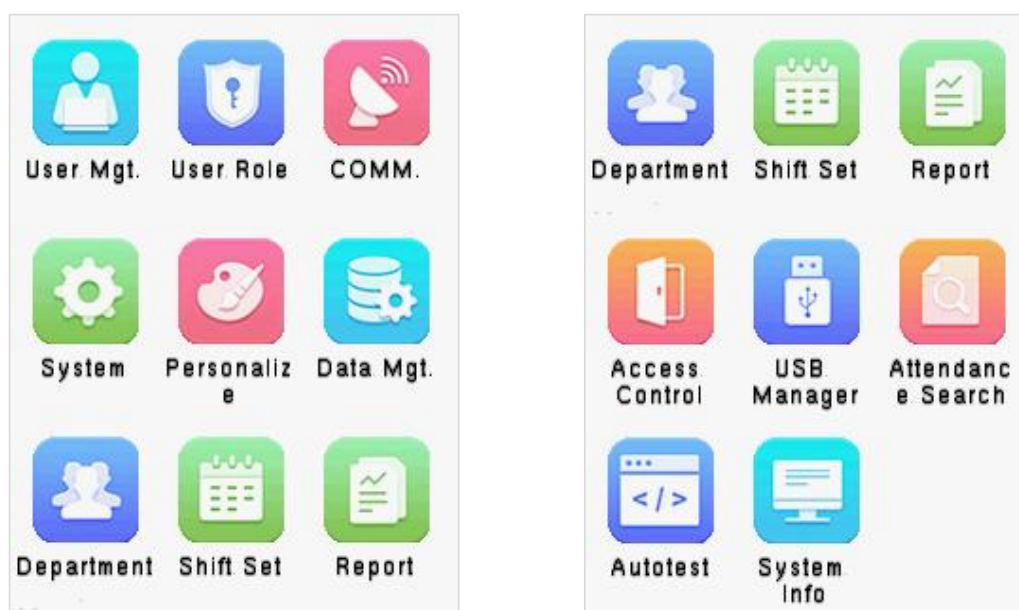 User Mgt.
User Role
COMM.
System
Personaliz
e
Data Mgt.
Department
Shift Set
Report
Department
Shift Set
Report
Access
Control
USB
Manager
Attendanc
e Search
</>
Autotest
System
Info